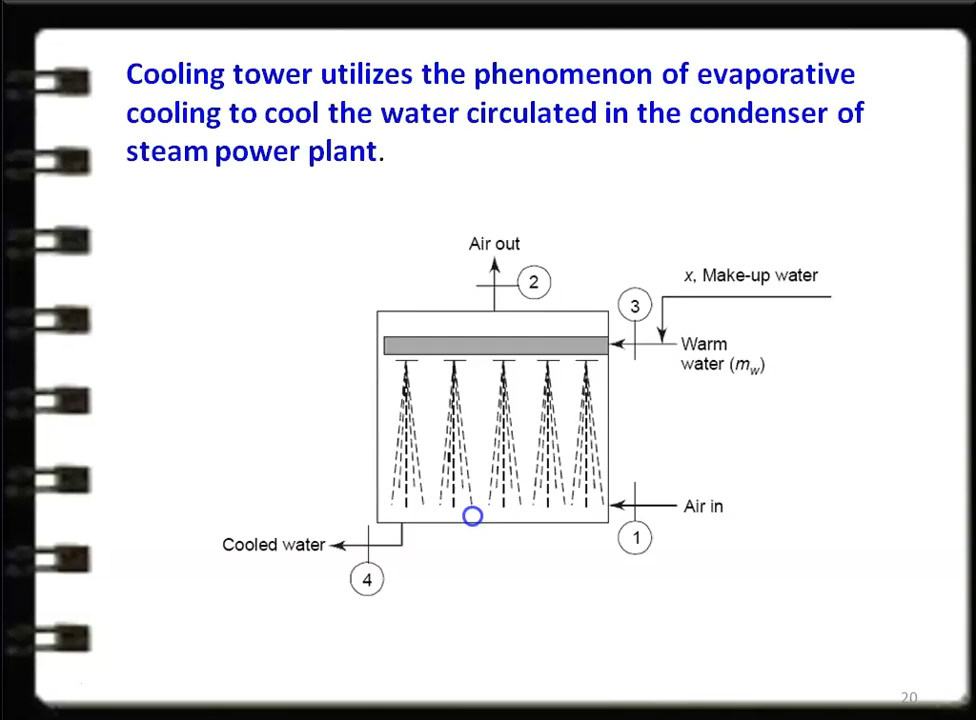 Cooling tower utilizes the phenomenon of evaporative
cooling to cool the water circulated in the condenser of
steam power plant.
Air out
2
x, Make-up water
3
Warm
water (mw)
Air in
1
Cooled water
4
20